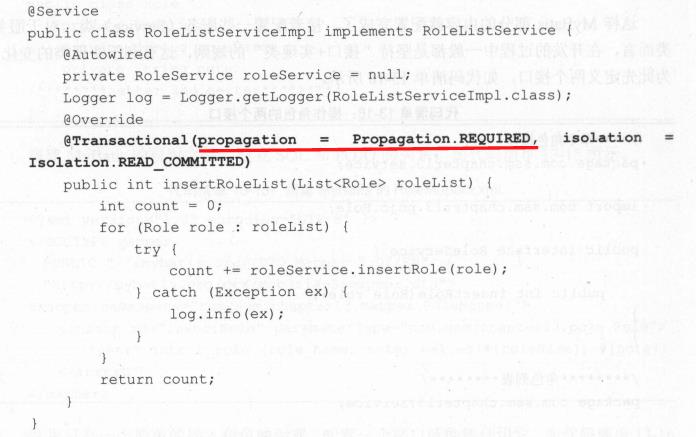 @Service
public class RoleListServiceImpl implements RoleListService {
@Autowired
private RoleService roleService = null;
Logger log = Logger.getLogger(RoleListServiceImpl.class);
@Override
@Transactional(propagation = Propagation.REQUIRED, isolation =
Isolation.READ_COMMITTED)
public int insertRoleList(List<Role> roleList) {
int count = 0;
for (Role role : roleList) {
try {
count += roleService.insertRole(role);
} catch (Exception ex) {
log.info(ex);
}
}
return count;
}
}